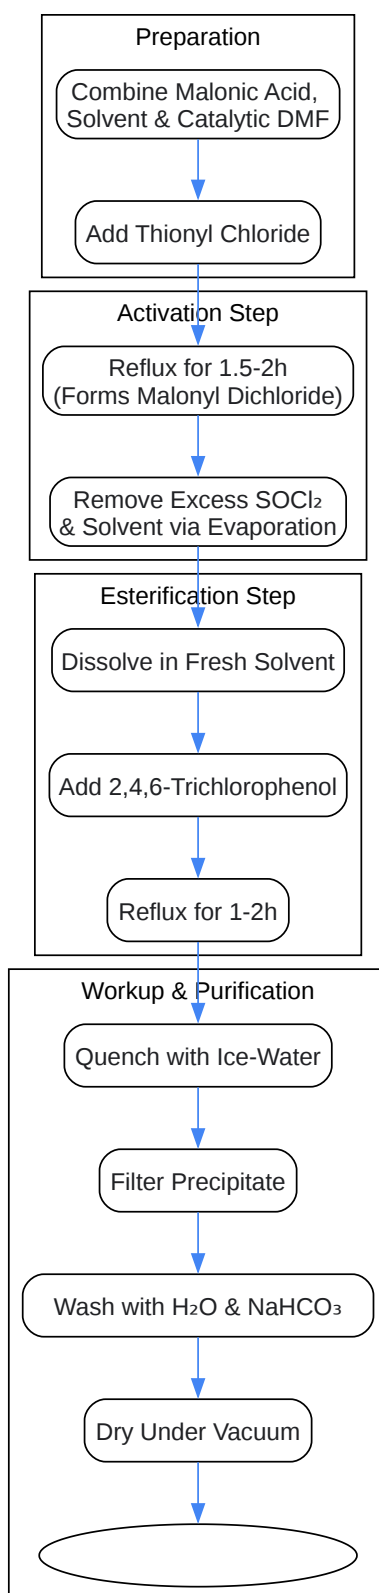 Preparation
Combine Malonic Acid,
Solvent & Catalytic DMF
Add Thionyl Chloride
Activation Step
Reflux for 1.5-2h
(Forms Malonyl Dichloride)
Remove Excess SOCl₂
& Solvent via Evaporation
Esterification Step
Dissolve in Fresh Solvent
Add 2,4,6-Trichlorophenol
Reflux for 1-2h
Workup & Purification
Quench with Ice-Water
Filter Precipitate
Wash with H₂O & NaHCO₃
Dry Under Vacuum